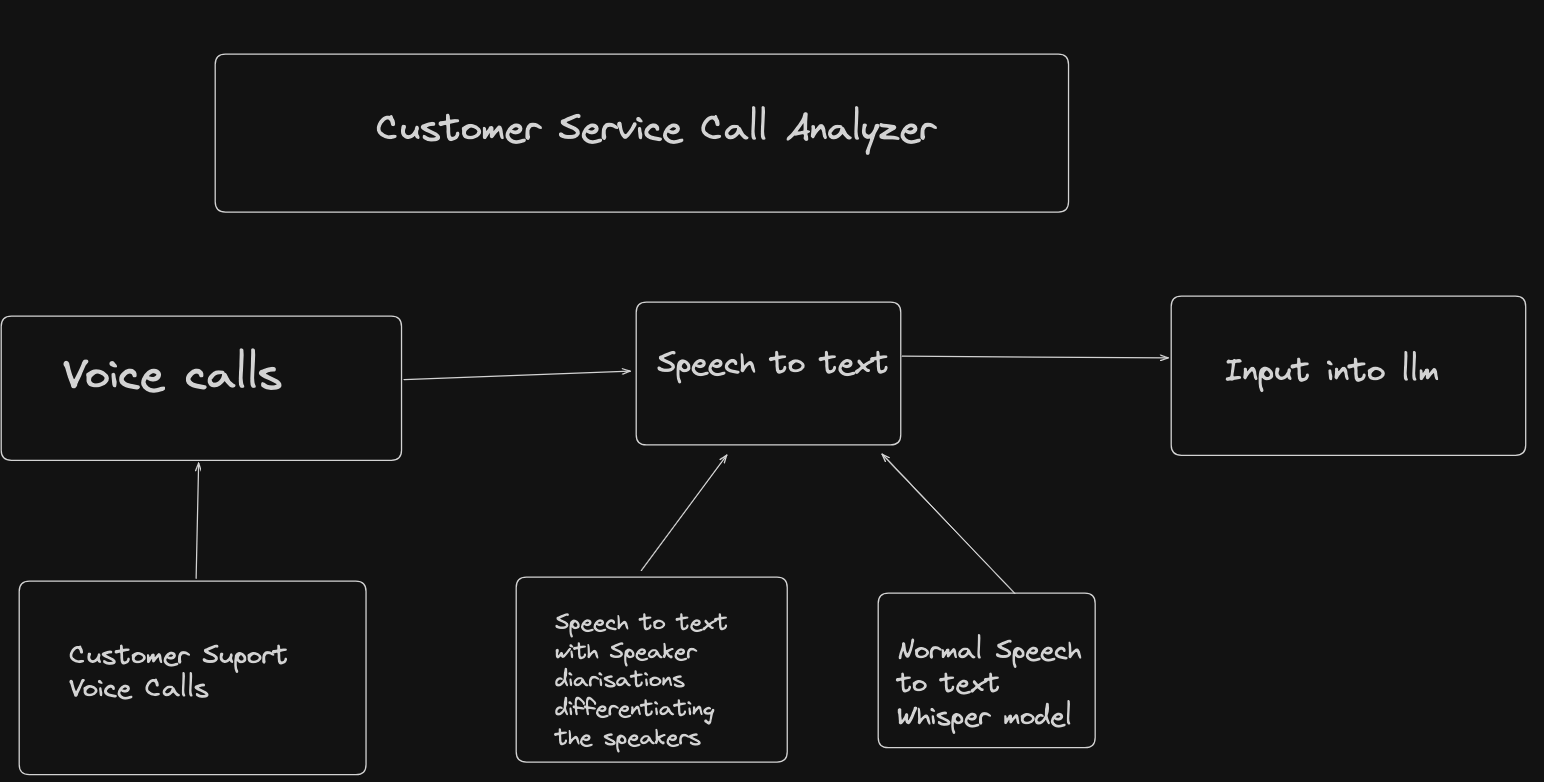 Customer Service Call Analyzer
Voice calls
Speech to text
Input into llm
Customer Suport
Voice Calls
Speech to text
with Speaker
diarisations
differentiating
the speakers
Normal Speech
to text
Whisper model